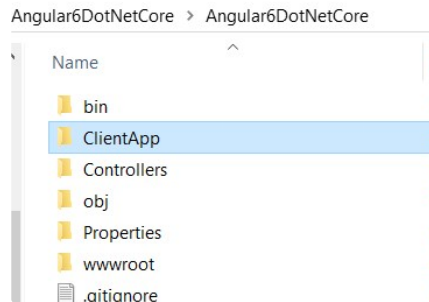 Angular6DotNetCore > Angular6DotNetCore
Name
bin
ClientApp
Controllers
obj
Properties
wwwroot
.gitignore